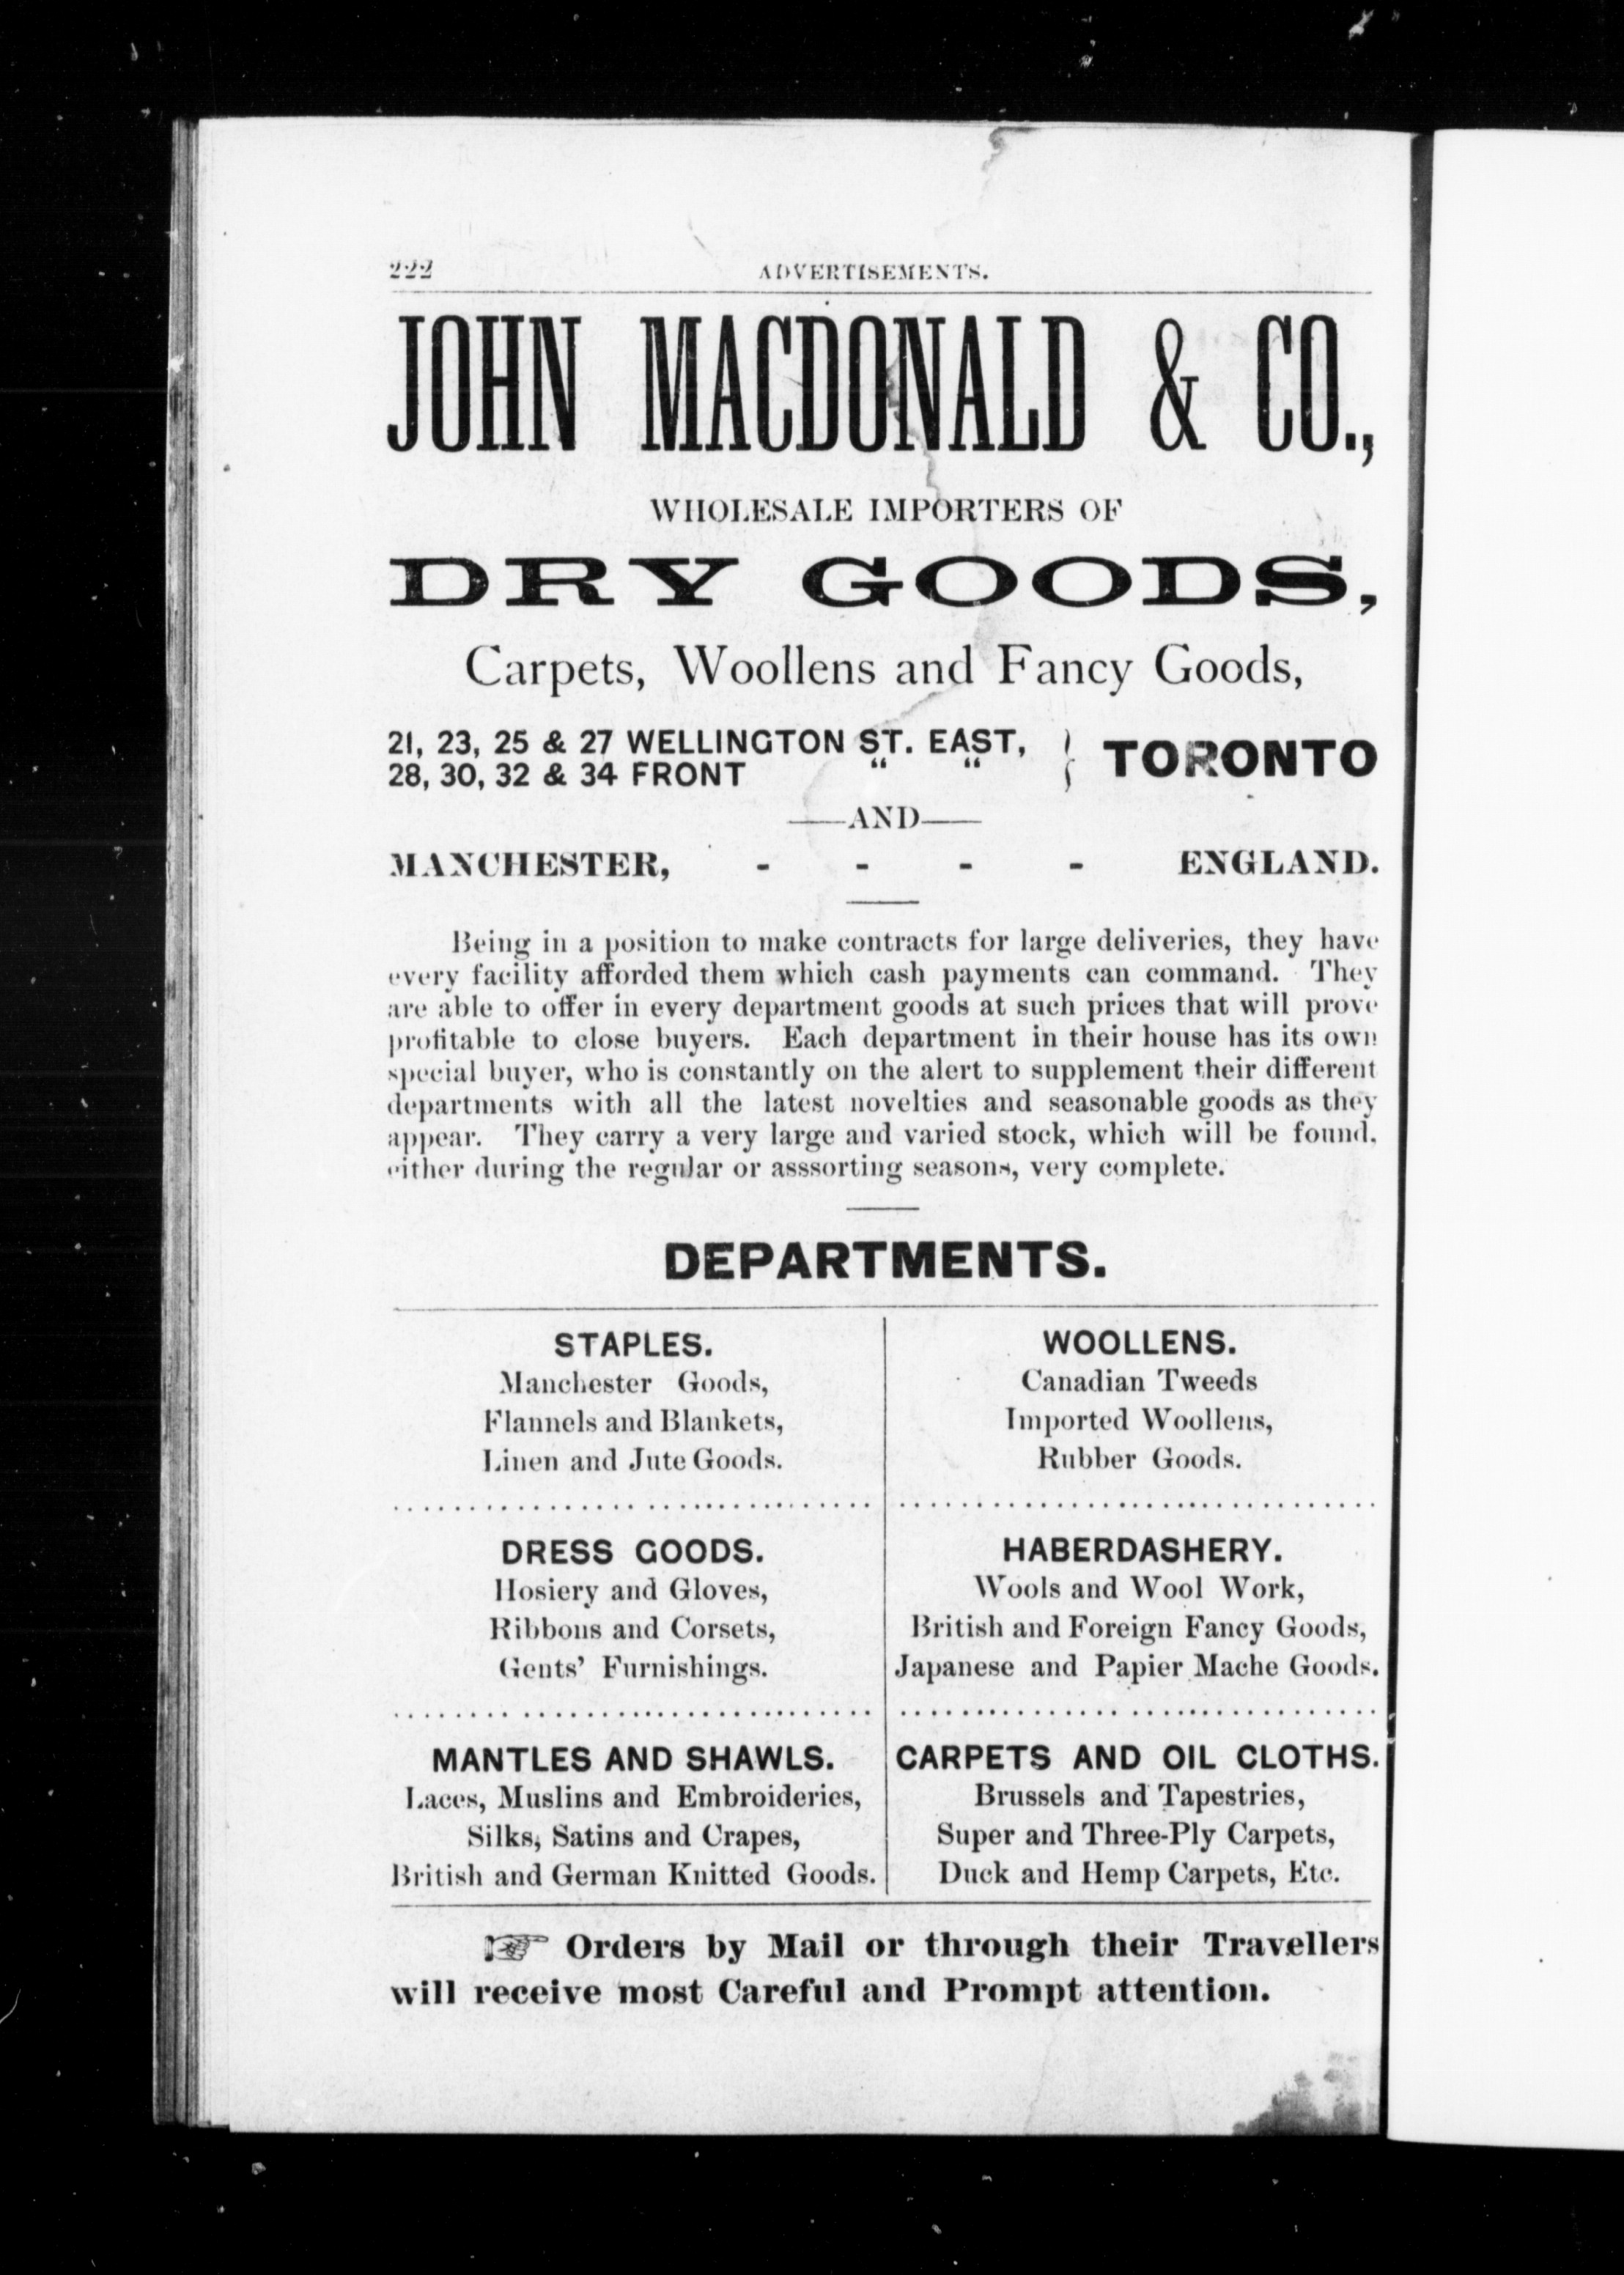 222
ADVERTISEMENTS.
JOHN MACDONALD & CO.,
WHOLESALE IMPORTERS OF
DRY GOODS,
Carpets, Woollens and Fancy Goods,
21, 23, 25 & 27 WELLINGTON ST. EAST,
28, 30, 32 & 34 FRONT " "
} TORONTO
——AND——
MANCHESTER, - - - - ENGLAND.
Being in a position to make contracts for large deliveries, they have
every facility afforded them which cash payments can command. They
are able to offer in every department goods at such prices that will prove
profitable to close buyers. Each department in their house has its own
special buyer, who is constantly on the alert to supplement their different
departments with all the latest novelties and seasonable goods as they
appear. They carry a very large and varied stock, which will be found,
either during the regular or asssorting seasons, very complete.
DEPARTMENTS.
STAPLES.
Manchester Goods,
Flannels and Blankets,
Linen and Jute Goods.
WOOLLENS.
Canadian Tweeds
Imported Woollens,
Rubber Goods.
DRESS GOODS.
Hosiery and Gloves,
Ribbons and Corsets,
Gents' Furnishings.
HABERDASHERY.
Wools and Wool Work,
British and Foreign Fancy Goods,
Japanese and Papier Mache Goods.
MANTLES AND SHAWLS.
Laces, Muslins and Embroideries,
Silks, Satins and Crapes,
British and German Knitted Goods.
CARPETS AND OIL CLOTHS.
Brussels and Tapestries,
Super and Three-Ply Carpets,
Duck and Hemp Carpets, Etc.
☞ Orders by Mail or through their Travellers
will receive most Careful and Prompt attention.